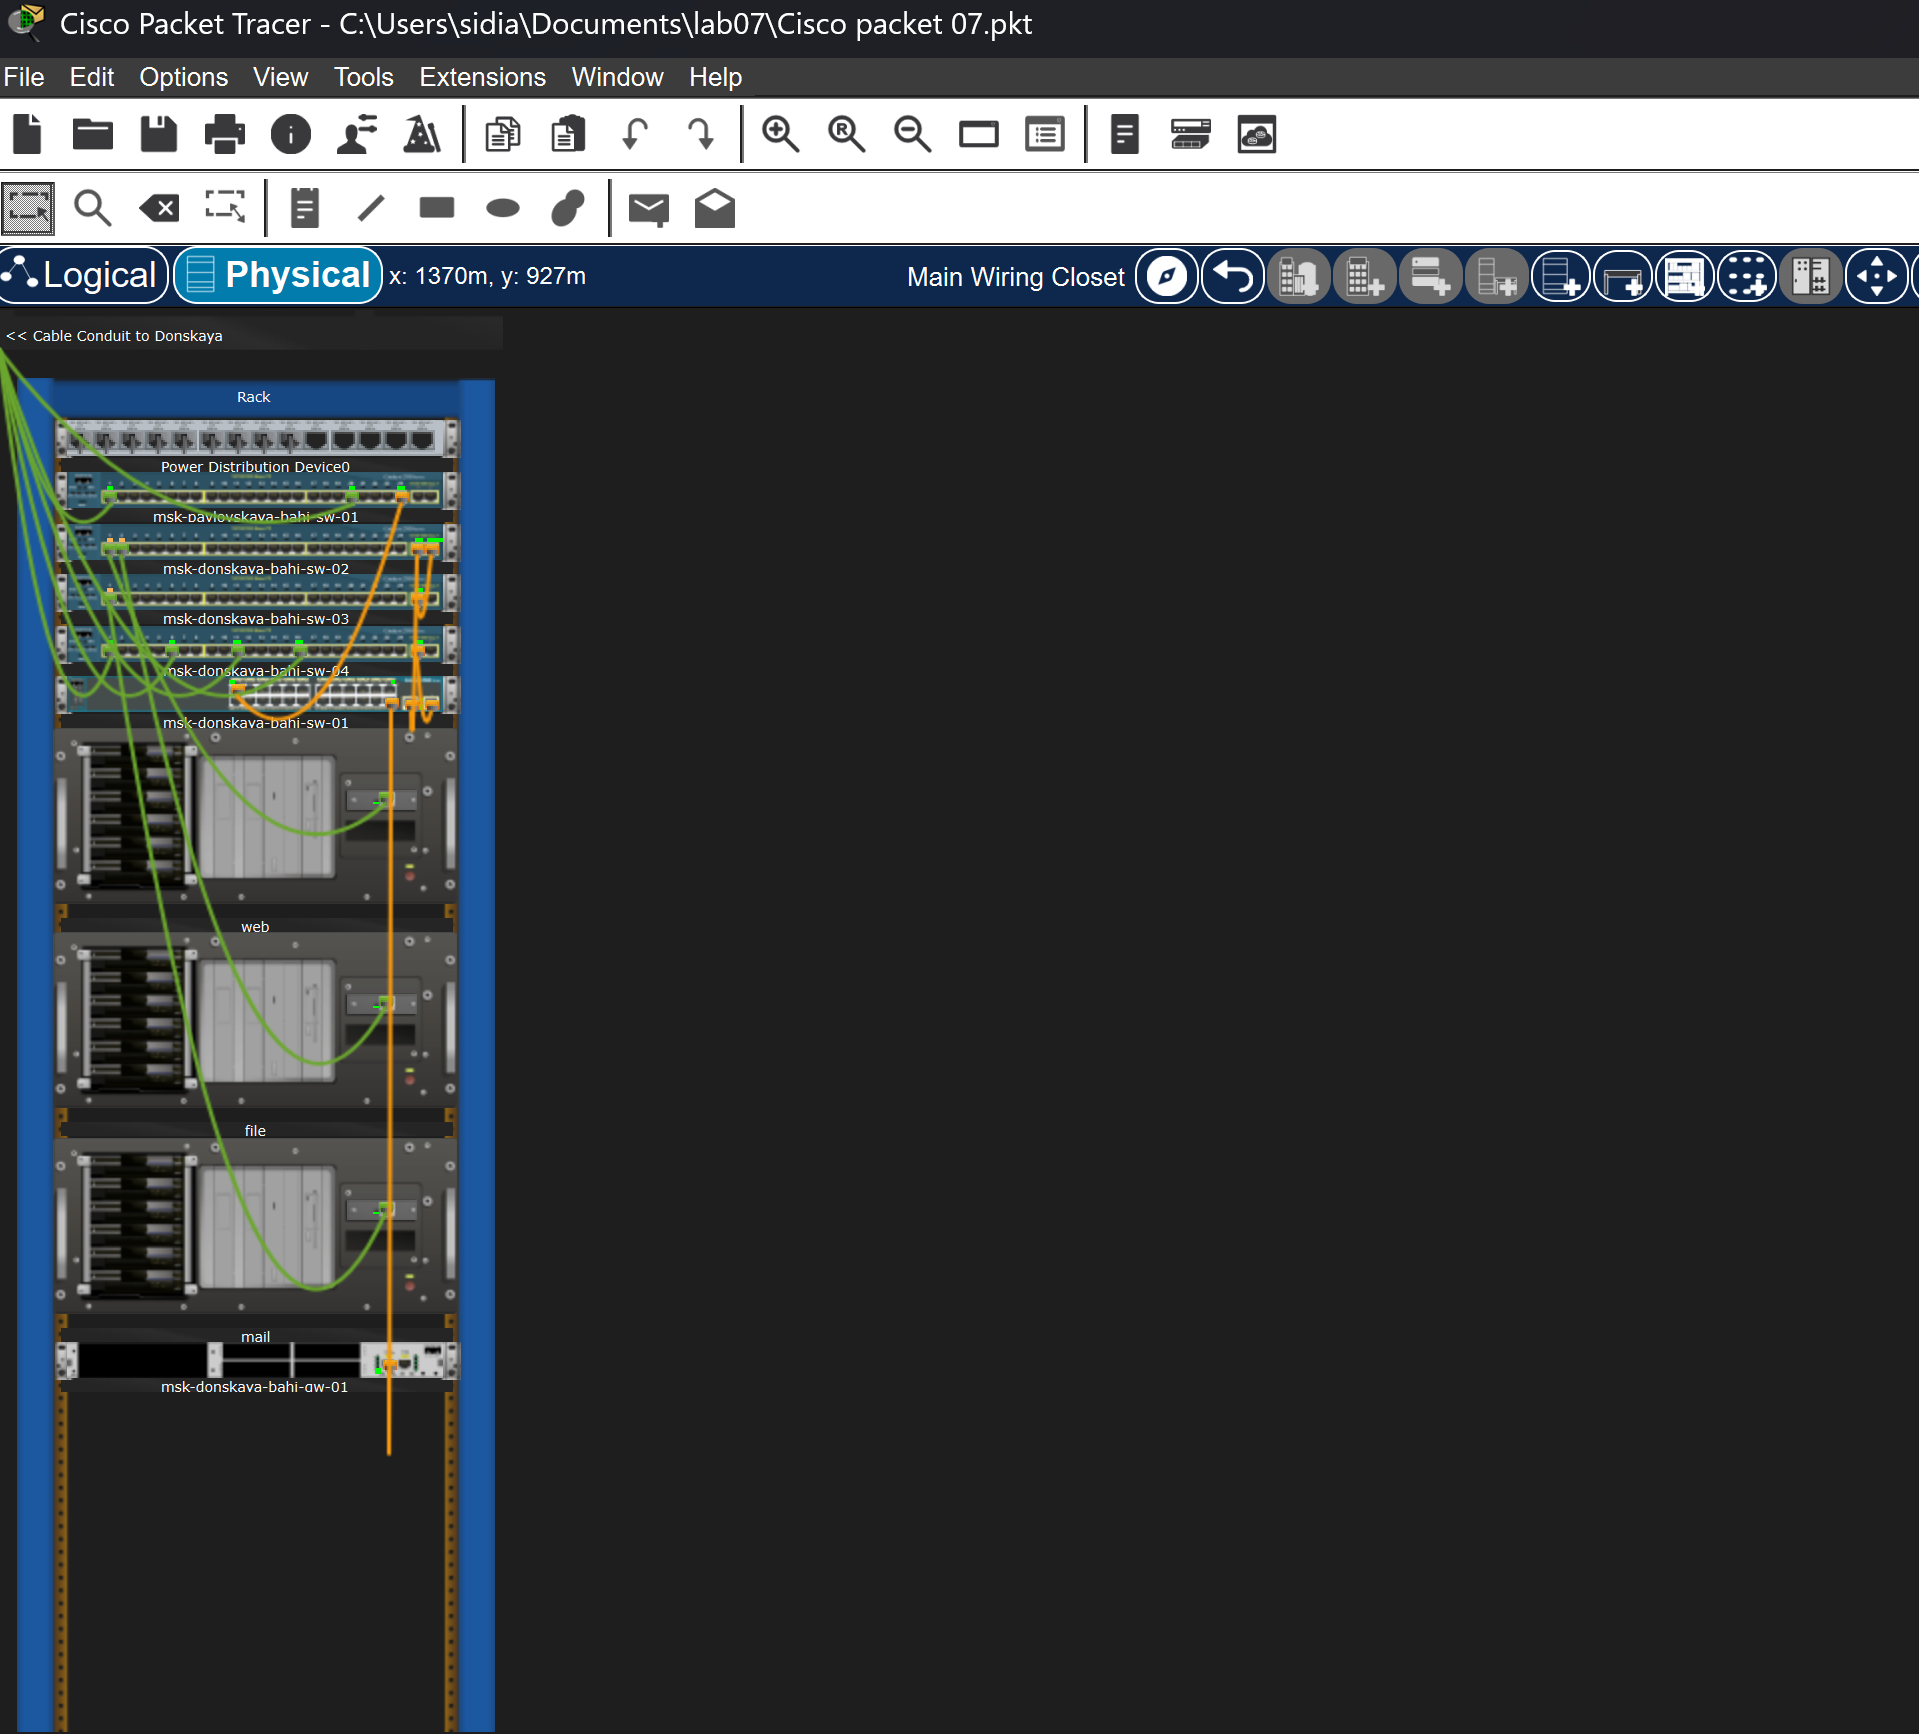 Cisco Packet Tracer - C:\Users\sidia\Documents\lab07\Cisco packet 07.pkt
File Edit Options View Tools Extensions Window Help
Logical Physical x: 1370m, y: 927m Main Wiring Closet
<< Cable Conduit to Donskaya
Rack
Power Distribution Device0
msk-pavlovskaya-bahi-sw-01
msk-donskaya-bahi-sw-02
msk-donskaya-bahi-sw-03
msk-donskaya-bahi-sw-04
msk-donskaya-bahi-sw-01
web
file
mail
msk-donskaya-bahi-gw-01